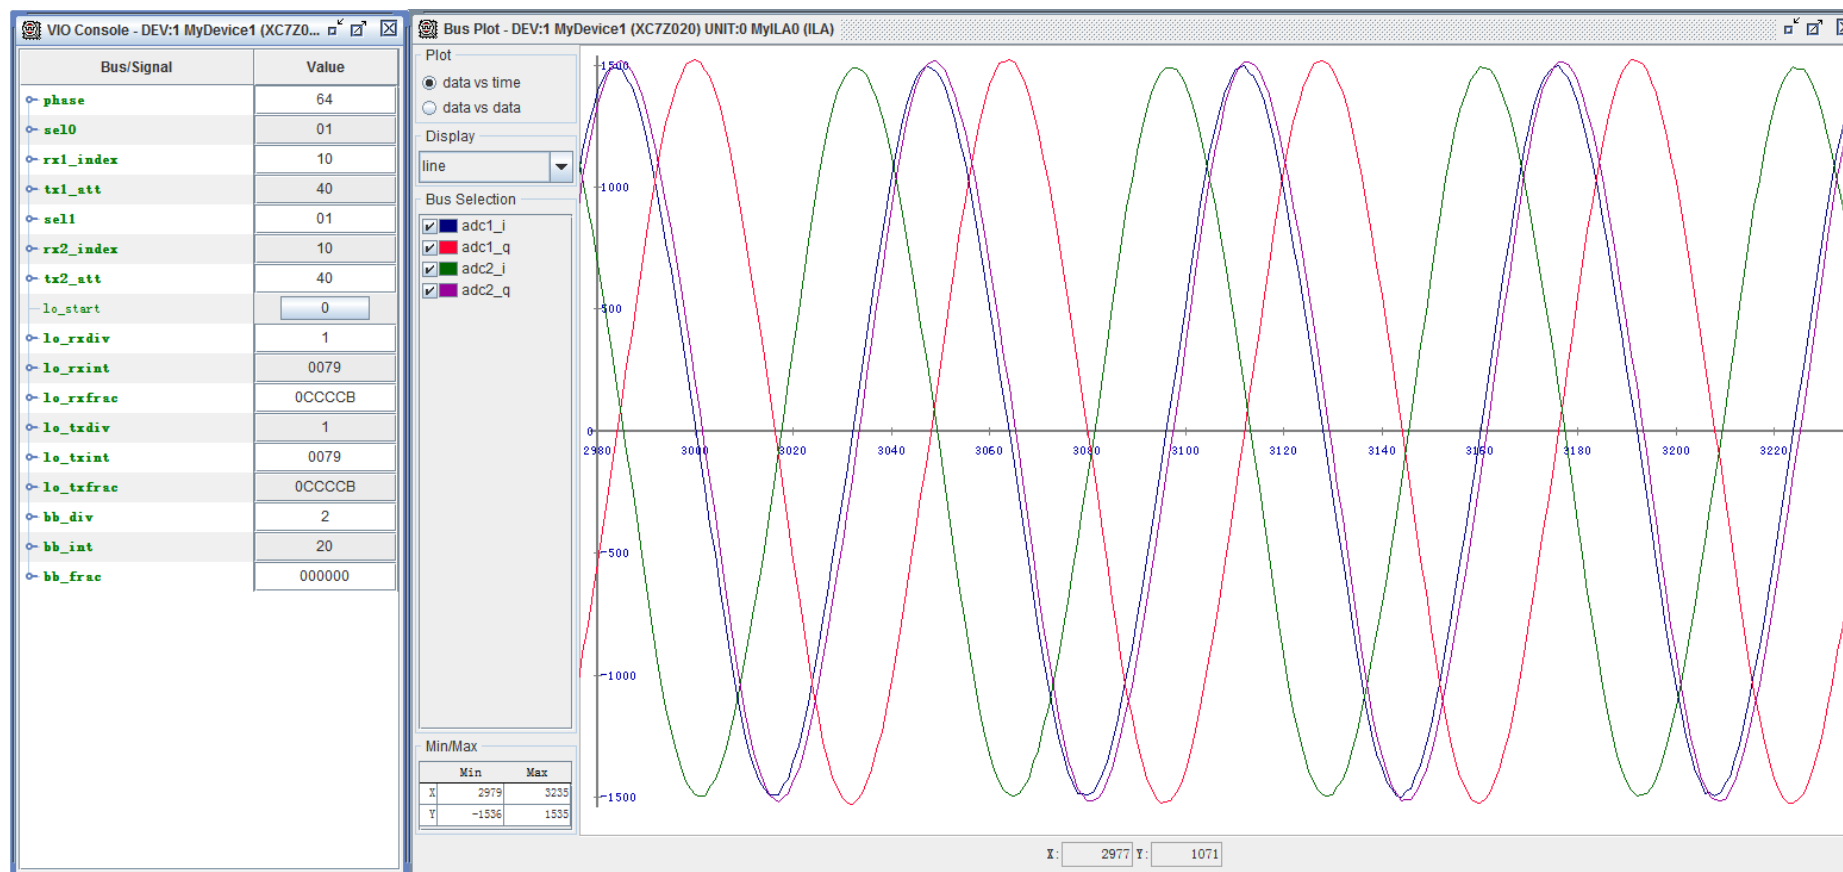 VIO Console - DEV:1 MyDevice1 (XC7Z0...
Bus/Signal Value
phase 64
sel0 01
rx1_index 10
tx1_att 40
sel1 01
rx2_index 10
tx2_att 40
lo_start 0
lo_rxdiv 1
lo_rxint 0079
lo_rxfrac 0CCCCB
lo_txdiv 1
lo_txint 0079
lo_txfrac 0CCCCB
bb_div 2
bb_int 20
bb_frac 000000
Bus Plot - DEV:1 MyDevice1 (XC7Z020) UNIT:0 MyILA0 (ILA)
Plot
data vs time
data vs data
Display
line
Bus Selection
adc1_i
adc1_q
adc2_i
adc2_q
Min/Max
Min Max
X 2979 3235
Y -1536 1535
1500
1000
500
0
2980 3000 3020 3040 3060 3080 3100 3120 3140 3160 3180 3200 3220
-500
-1000
-1500
X: 2977 Y: 1071